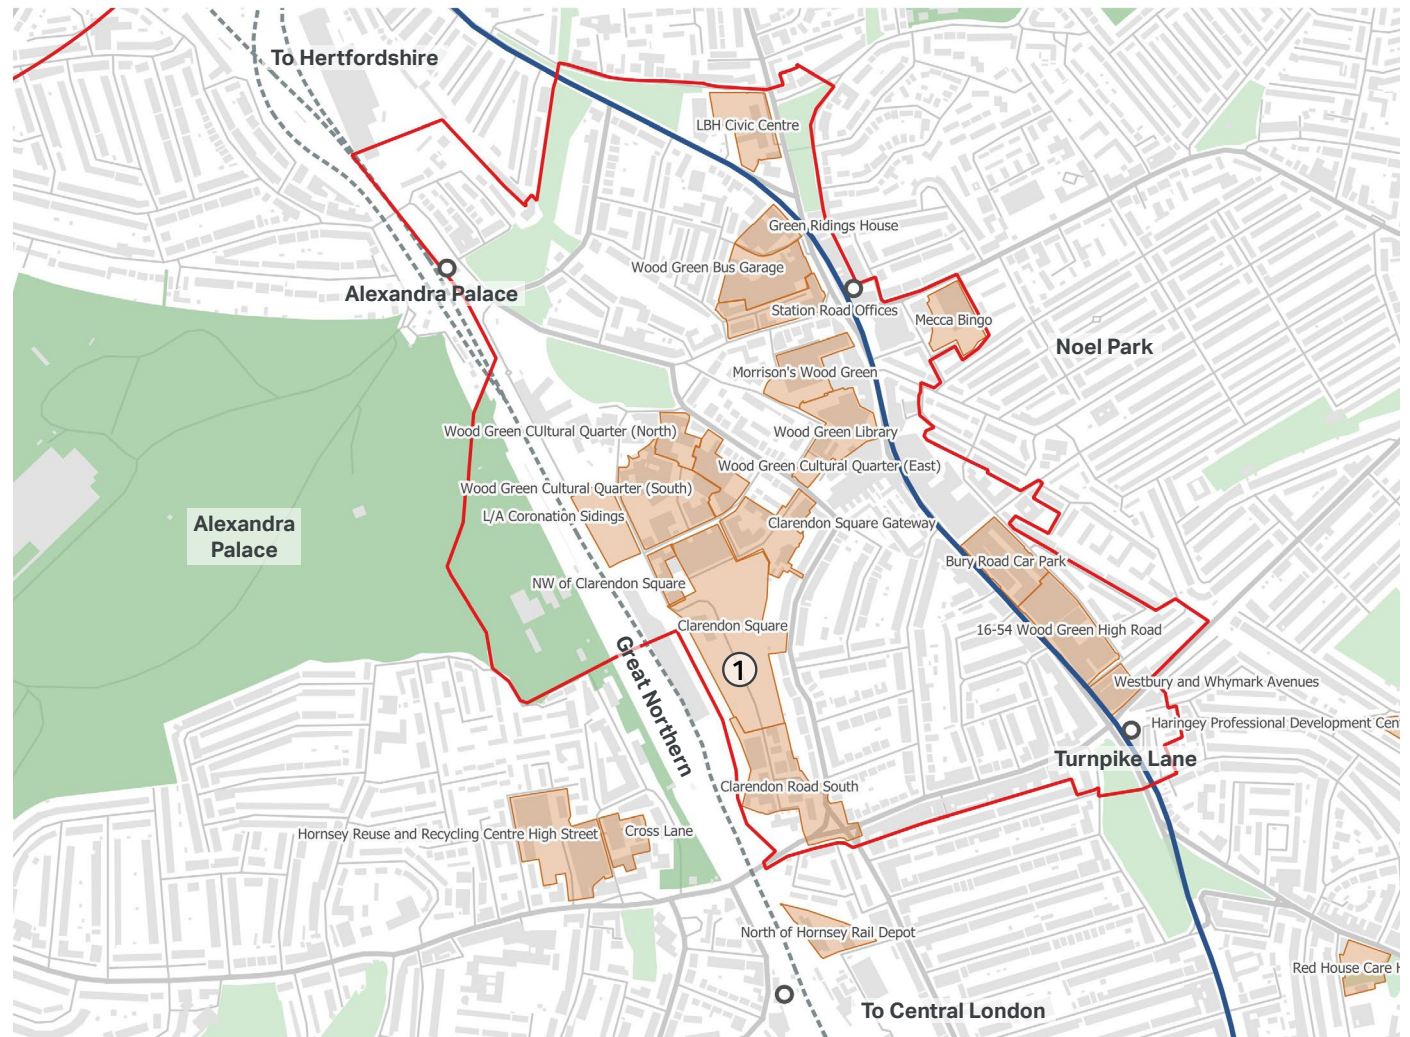 To Hertfordshire
LBH Civic Centre
Green Ridings House
Wood Green Bus Garage
Alexandra Palace
Station Road Offices
Mecca Bingo
Noel Park
Morrison's Wood Green
Wood Green CUltural Quarter (North)
Wood Green Library
Wood Green Cultural Quarter (East)
Wood Green Cultural Quarter (South)
L/A Coronation Sidings
Clarendon Square Gateway
Alexandra
Palace
Bury Road Car Park
NW of Clarendon Square
Clarendon Square
16-54 Wood Green High Road
1
Great Northern
Westbury and Whymark Avenues
Haringey Professional Development Cen
Turnpike Lane
Clarendon Road South
Hornsey Reuse and Recycling Centre High Street
Cross Lane
North of Hornsey Rail Depot
Red House Care H
To Central London